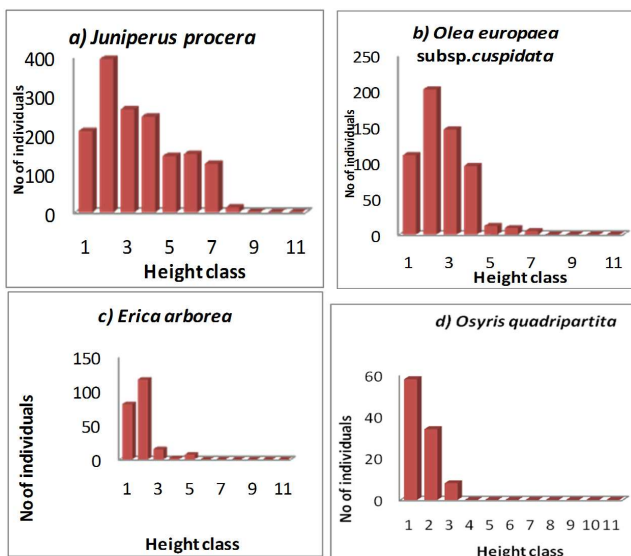 a) Juniperus procera
400
300
200
100
0
No of individuals
1 3 5 7 9 11
Height class
b) Olea europaea
subsp.cuspidata
250
200
150
100
50
0
No of individuals
1 3 5 7 9 11
Height class
c) Erica arborea
150
100
50
0
No of individuals
1 3 5 7 9 11
Height class
d) Osyris quadripartita
60
40
20
0
No of individuals
1 2 3 4 5 6 7 8 9 10 11
Height class